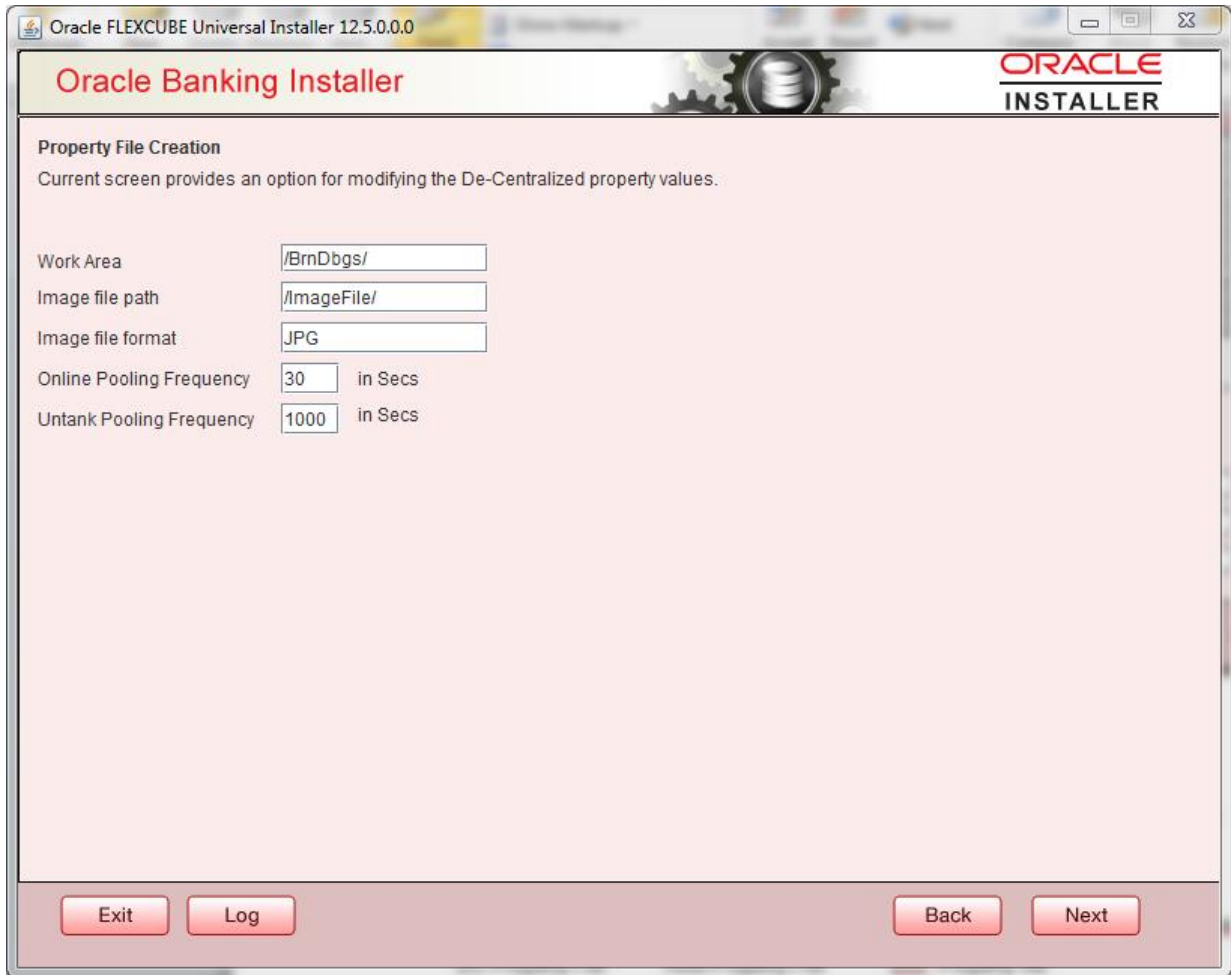 Oracle FLEXCUBE Universal Installer 12.5.0.0.0
Oracle Banking Installer
ORACLE
INSTALLER
Property File Creation
Current screen provides an option for modifying the De-Centralized property values.
Work Area /BrnDbgs/
Image file path /ImageFile/
Image file format JPG
Online Pooling Frequency 30 in Secs
Untank Pooling Frequency 1000 in Secs
Exit Log Back Next